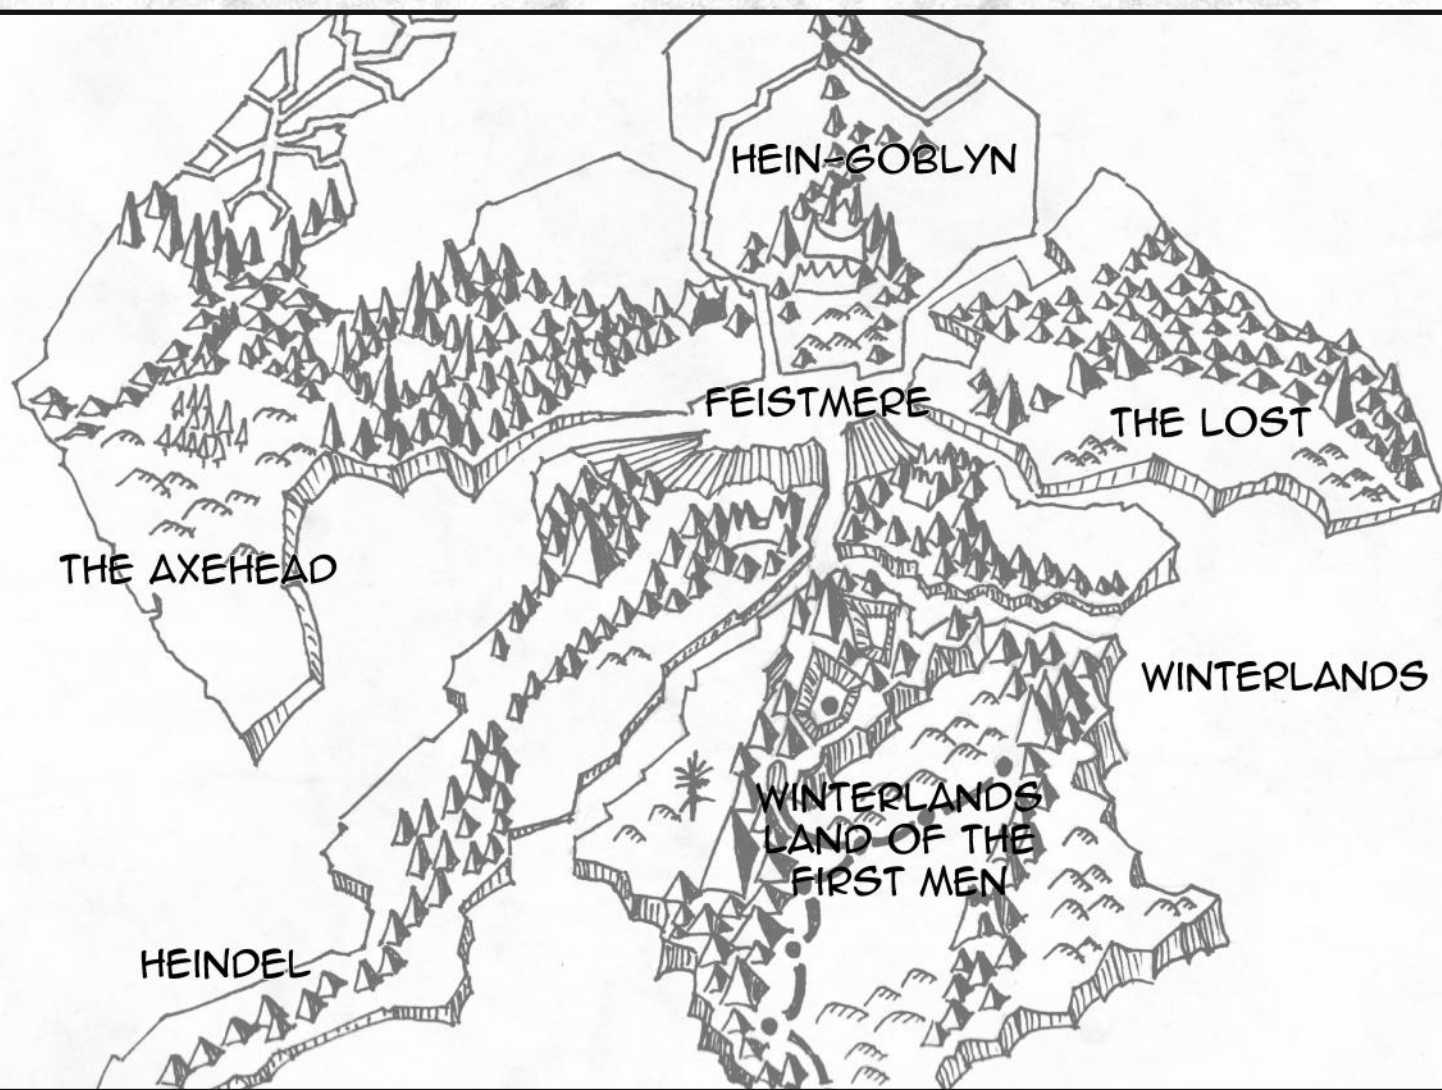 HEIN-GOBLYN
FEISTMERE
THE LOST
THE AXEHEAD
WINTERLANDS
WINTERLANDS
LAND OF THE
FIRST MEN
HEINDEL